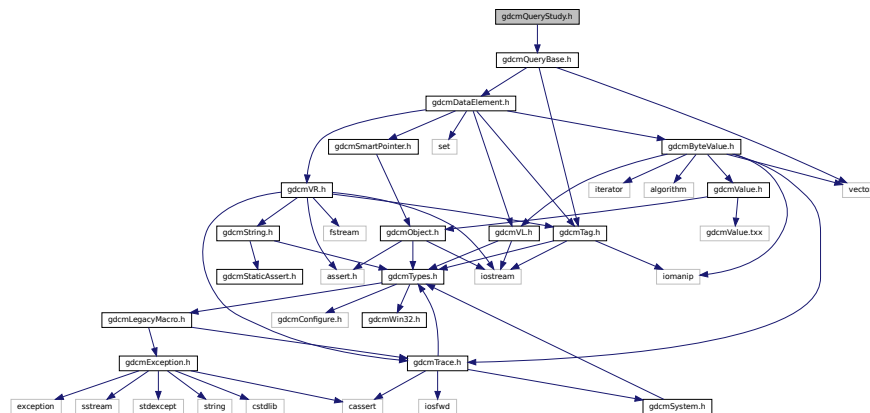 gdcmQueryStudy.h
gdcmQueryBase.h
gdcmDataElement.h
gdcmSmartPointer.h
set
gdcmByteValue.h
gdcmVR.h
iterator
algorithm
gdcmValue.h
gdcmString.h
fstream
gdcmObject.h
gdcmVL.h
gdcmTag.h
gdcmValue.txx
gdcmStaticAssert.h
assert.h
gdcmTypes.h
iostream
iomanip
gdcmLegacyMacro.h
gdcmConfigure.h
gdcmWin32.h
gdcmException.h
gdcmTrace.h
exception
sstream
stdexcept
string
cstdlib
cassert
iosfwd
gdcmSystem.h